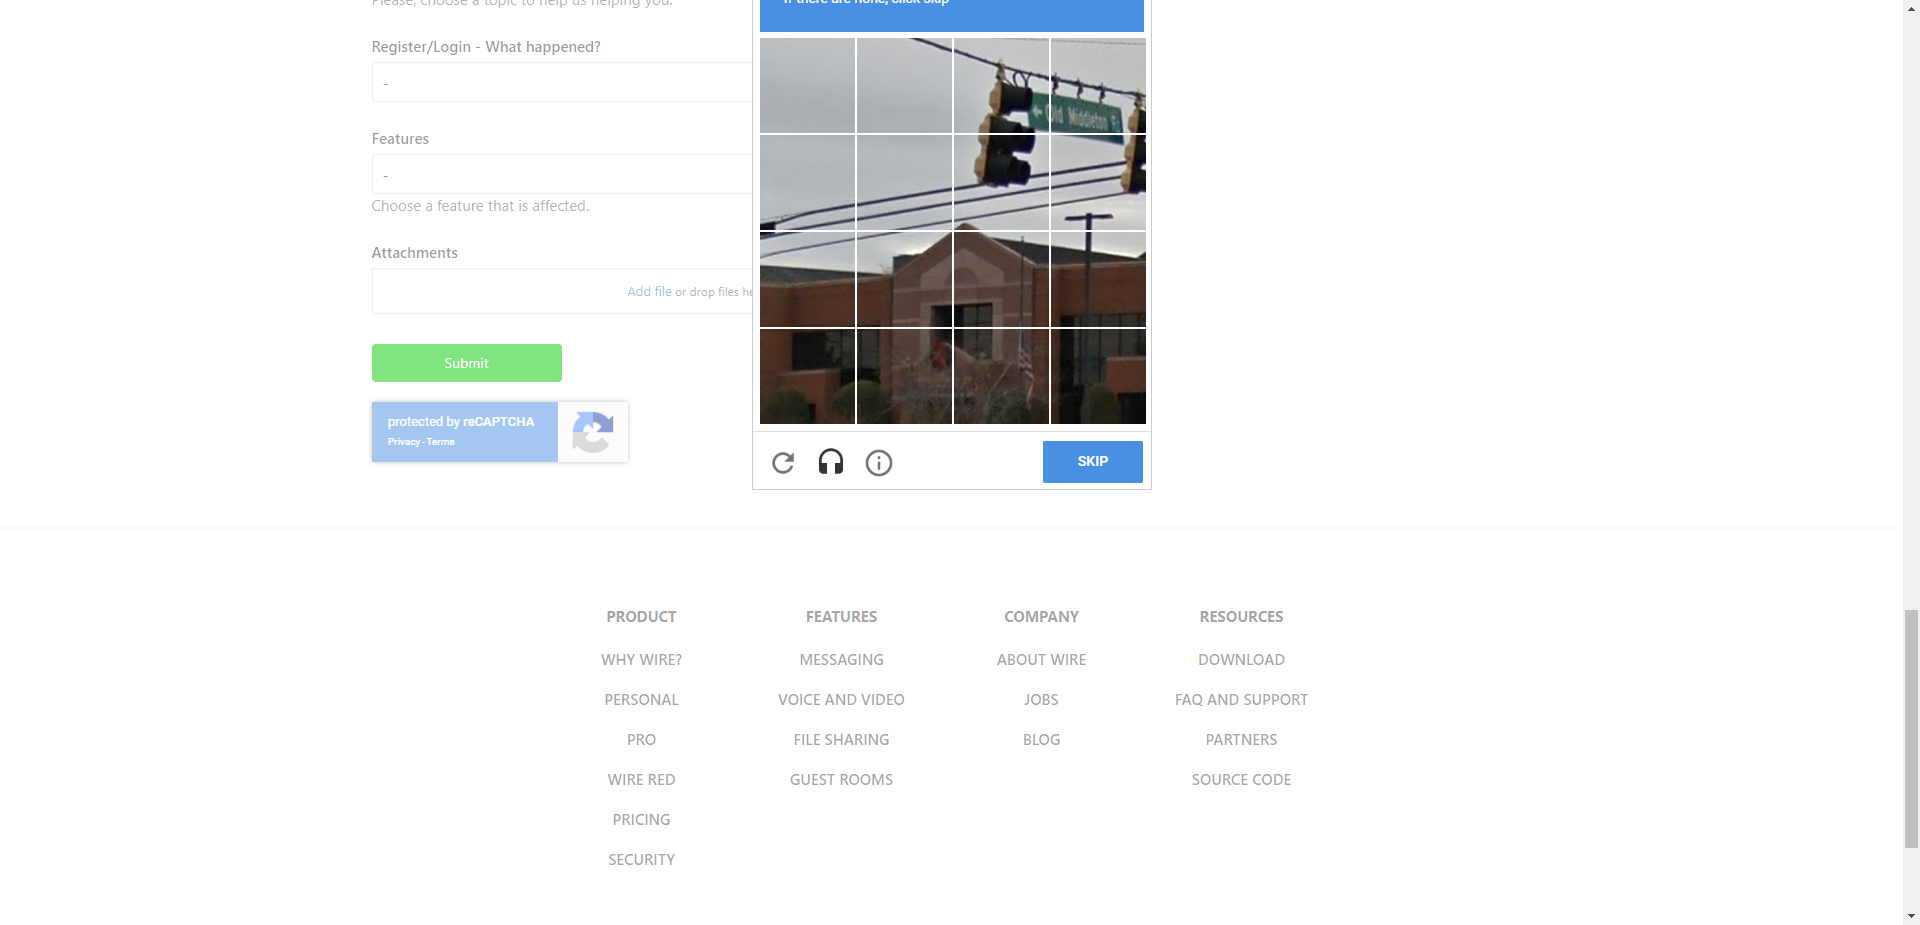 Please, choose a topic to help us helping you.
If there are none, click skip
Register/Login - What happened?
-
Features
-
Choose a feature that is affected.
Attachments
Add file or drop files he
Submit
protected by reCAPTCHA
Privacy - Terms
← Old Middleton
SKIP
PRODUCT
WHY WIRE?
PERSONAL
PRO
WIRE RED
PRICING
SECURITY
FEATURES
MESSAGING
VOICE AND VIDEO
FILE SHARING
GUEST ROOMS
COMPANY
ABOUT WIRE
JOBS
BLOG
RESOURCES
DOWNLOAD
FAQ AND SUPPORT
PARTNERS
SOURCE CODE